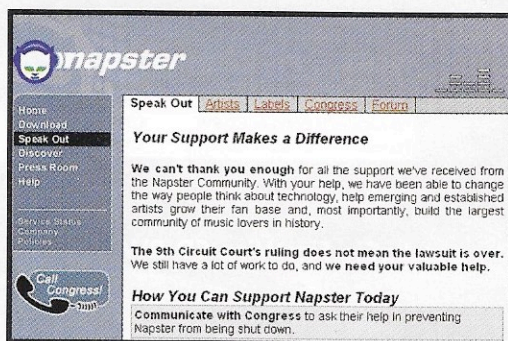 napster
Speak Out Artists Labels Congress Forum
Home
Download
Speak Out
Discover
Press Room
Help
Service Status
Company
Policies
Call
Congress!
Your Support Makes a Difference
We can't thank you enough for all the support we've received from
the Napster Community. With your help, we have been able to change
the way people think about technology, help emerging and established
artists grow their fan base and, most importantly, build the largest
community of music lovers in history.
The 9th Circuit Court's ruling does not mean the lawsuit is over.
We still have a lot of work to do, and we need your valuable help.
How You Can Support Napster Today
Communicate with Congress to ask their help in preventing
Napster from being shut down.